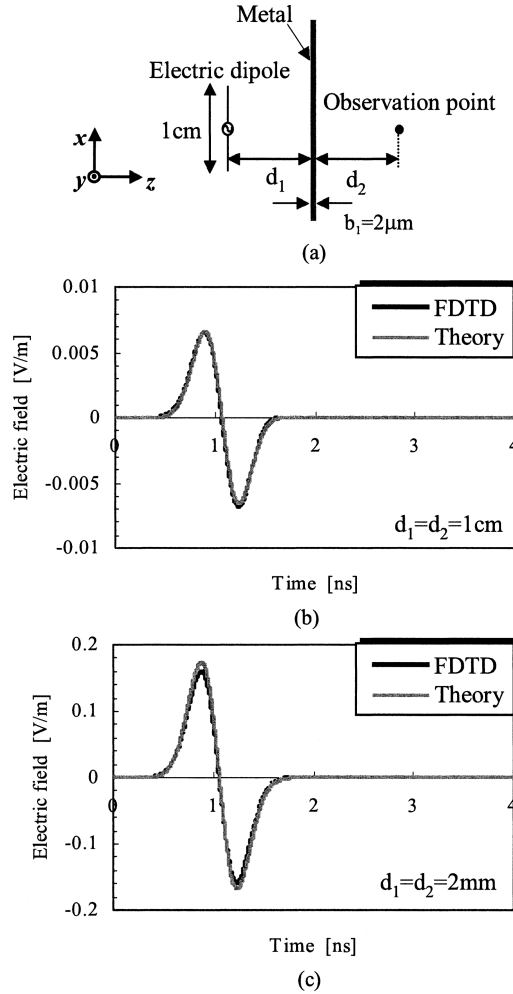 Metal
Electric dipole
Observation point
1cm
x
y
z
d₁
d₂
b₁=2μm
(a)
0.01
FDTD
Theory
0.005
Electric field [V/m]
0
0
1
2
3
4
-0.005
d₁=d₂=1cm
-0.01
Time [ns]
(b)
0.2
FDTD
Theory
0.1
Electric field [V/m]
0
0
1
2
3
4
-0.1
d₁=d₂=2mm
-0.2
Time [ns]
(c)